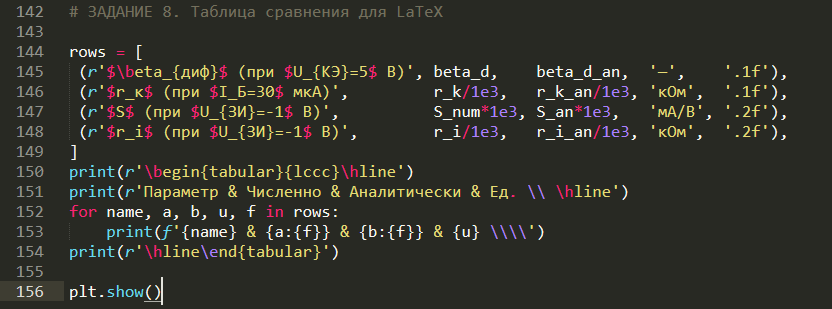 142 # ЗАДАНИЕ 8. Таблица сравнения для LaTeX
143
144 rows = [
145  (r'$\beta_{диф}$ (при $U_{КЭ}=5$ В)', beta_d,    beta_d_an,  '—',    '.1f'),
146  (r'$r_к$ (при $I_Б=30$ мкА)',         r_k/1e3,   r_k_an/1e3, 'кОм',  '.1f'),
147  (r'$S$ (при $U_{ЗИ}=-1$ В)',          S_num*1e3, S_an*1e3,   'мА/В', '.2f'),
148  (r'$r_i$ (при $U_{ЗИ}=-1$ В)',        r_i/1e3,   r_i_an/1e3, 'кОм',  '.2f'),
149 ]
150 print(r'\begin{tabular}{lccc}\hline')
151 print(r'Параметр & Численно & Аналитически & Ед. \\ \hline')
152 for name, a, b, u, f in rows:
153     print(f'{name} & {a:{f}} & {b:{f}} & {u} \\\\')
154 print(r'\hline\end{tabular}')
155
156 plt.show()